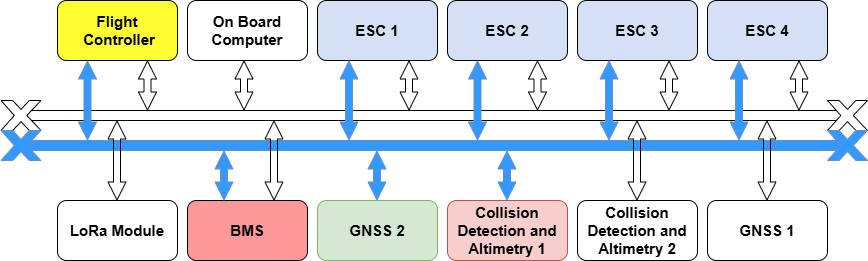 Flight
Controller
On Board
Computer
ESC 1
ESC 2
ESC 3
ESC 4
LoRa Module
BMS
GNSS 2
Collision
Detection and
Altimetry 1
Collision
Detection and
Altimetry 2
GNSS 1